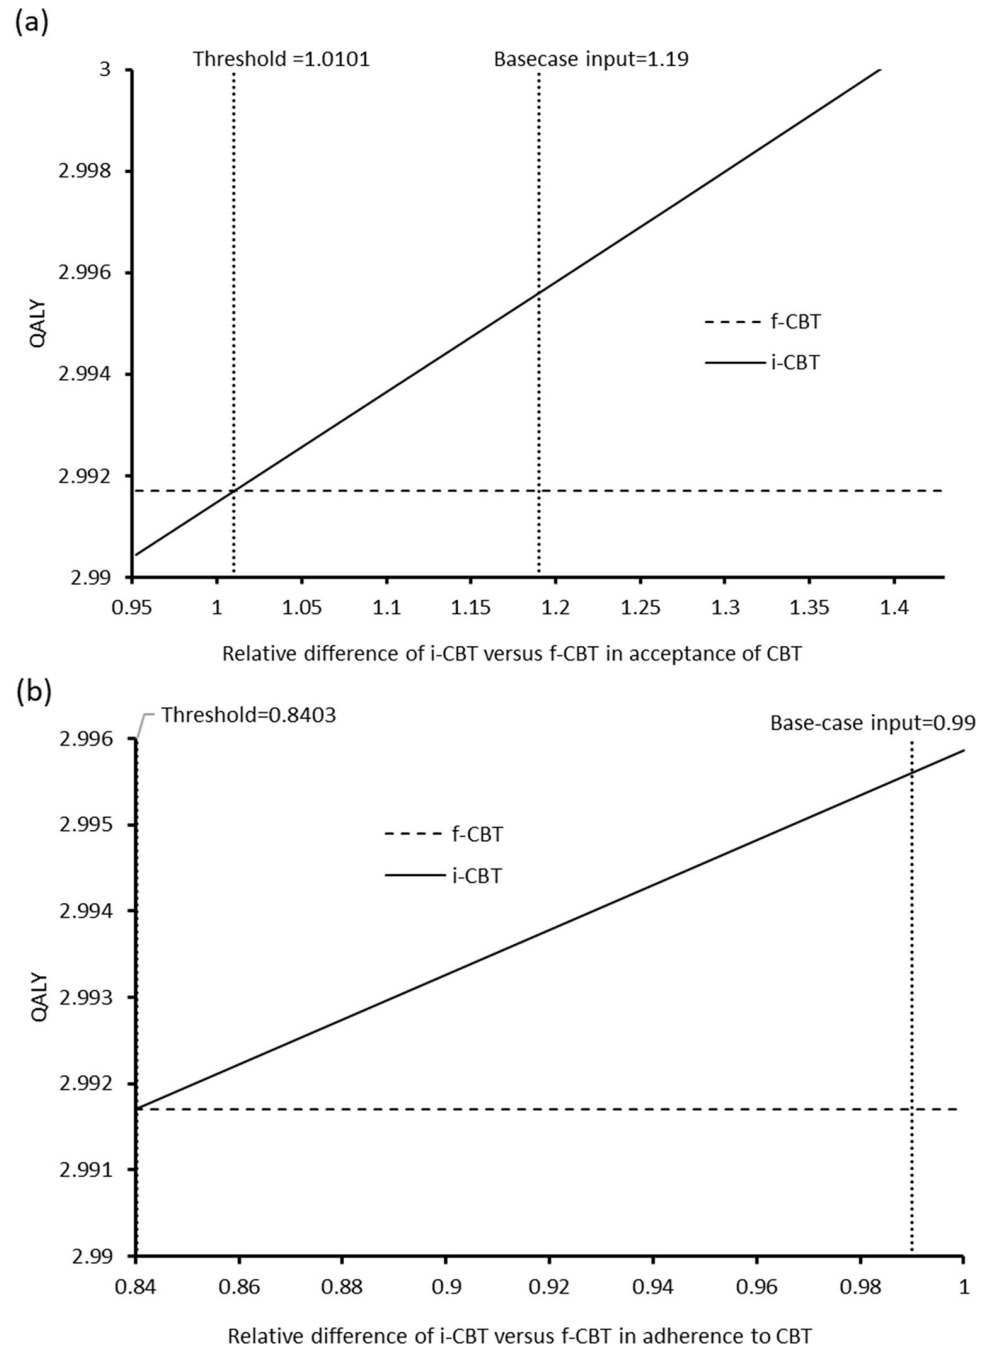 (a)
Threshold =1.0101
Basecase input=1.19
3
2.998
2.996
2.994
2.992
2.99
QALY
f-CBT
i-CBT
0.95 1 1.05 1.1 1.15 1.2 1.25 1.3 1.35 1.4
Relative difference of i-CBT versus f-CBT in acceptance of CBT
(b)
Threshold=0.8403
Base-case input=0.99
2.996
2.995
2.994
2.993
2.992
2.991
2.99
QALY
f-CBT
i-CBT
0.84 0.86 0.88 0.9 0.92 0.94 0.96 0.98 1
Relative difference of i-CBT versus f-CBT in adherence to CBT